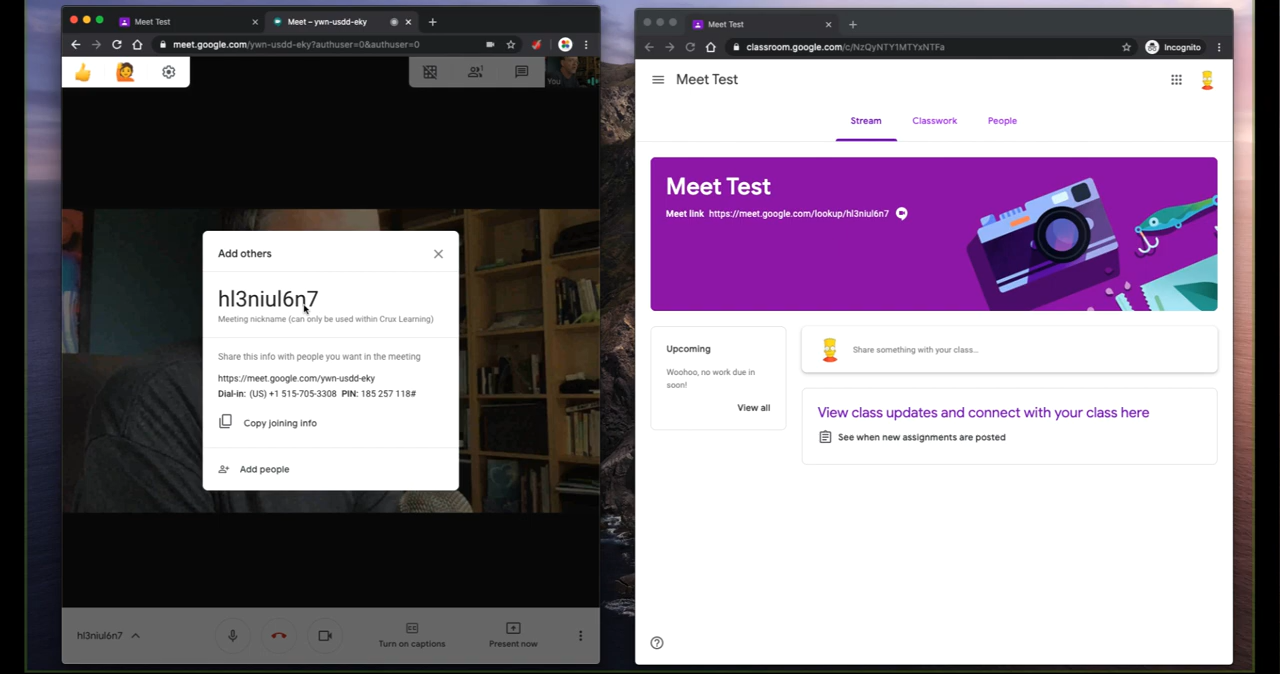 Meet Test
Meet – ywn-usdd-eky
meet.google.com/ywn-usdd-eky?authuser=0&authuser=0
1
You
Add others
hl3niul6n7
Meeting nickname (can only be used within Crux Learning)
Share this info with people you want in the meeting
https://meet.google.com/ywn-usdd-eky
Dial-in: (US) +1 515-705-3308 PIN: 185 257 118#
Copy joining info
Add people
hl3niul6n7
Turn on captions
Present now
Meet Test
classroom.google.com/c/NzQyNTY1MTYxNTFa
Incognito
Meet Test
Stream
Classwork
People
Meet Test
Meet link https://meet.google.com/lookup/hl3niul6n7
Upcoming
Woohoo, no work due in
soon!
View all
Share something with your class...
View class updates and connect with your class here
See when new assignments are posted